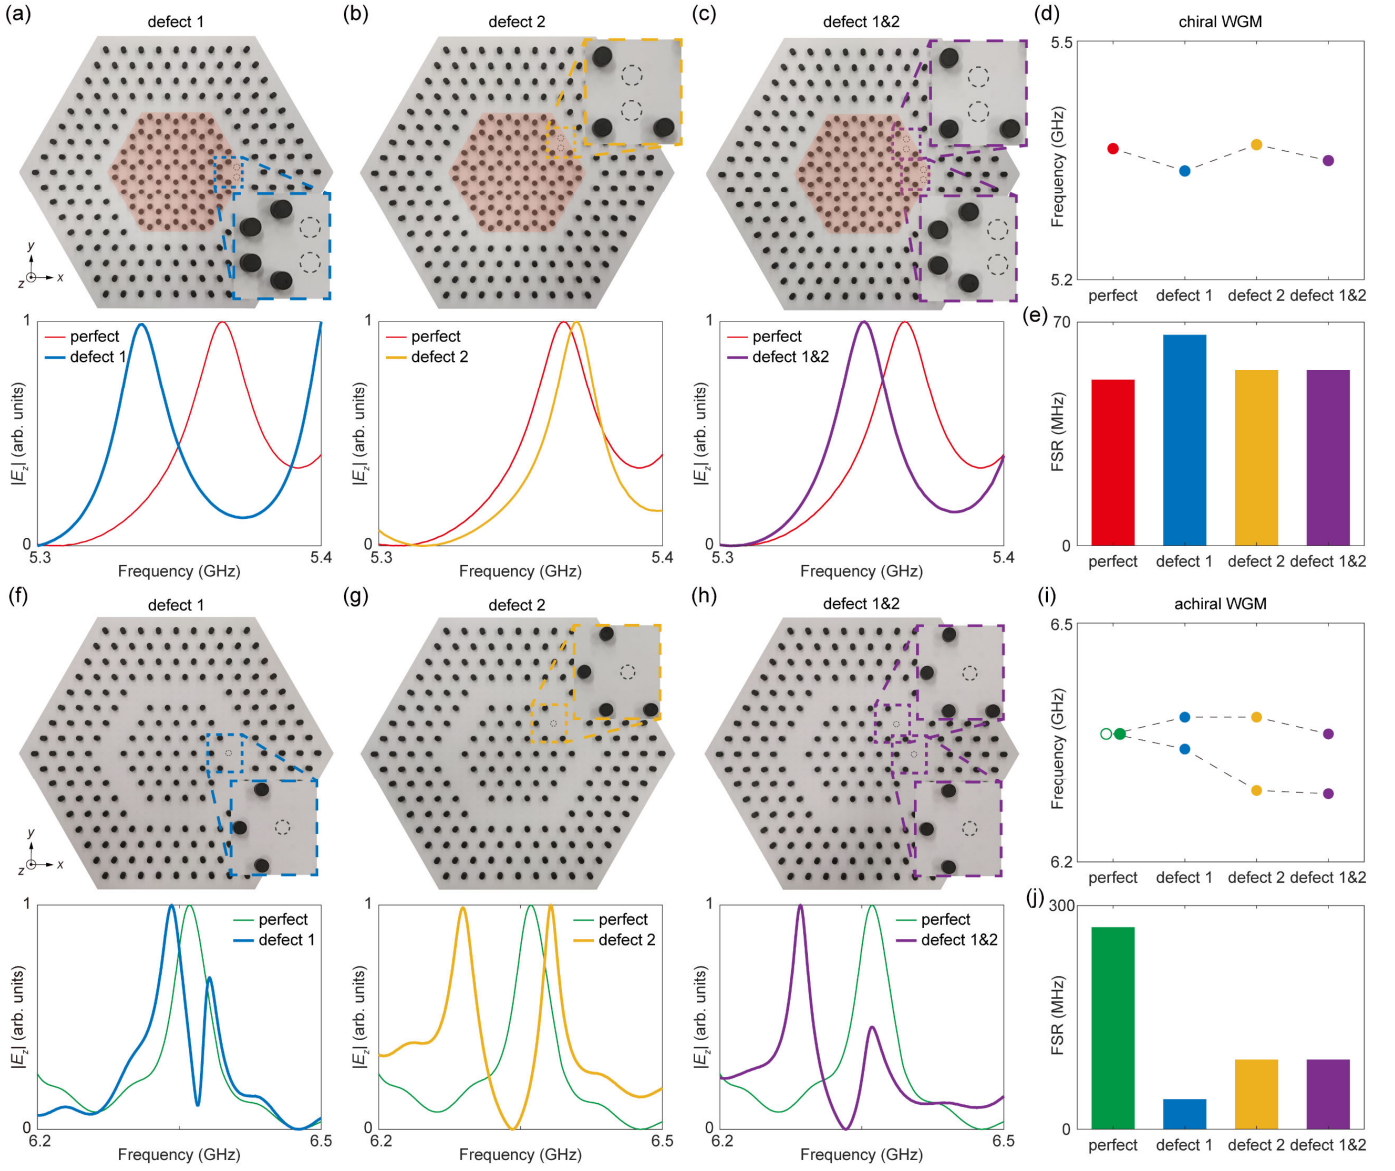 (a)
defect 1
(b)
defect 2
(c)
defect 1&2
(d)
chiral WGM
5.5
Frequency (GHz)
5.2
perfect
defect 1
defect 2
defect 1&2
y
z
x
1
|E_z| (arb. units)
0
perfect
defect 1
5.3
5.4
Frequency (GHz)
1
|E_z| (arb. units)
0
perfect
defect 2
5.3
5.4
Frequency (GHz)
1
|E_z| (arb. units)
0
perfect
defect 1&2
5.3
5.4
Frequency (GHz)
(e)
70
FSR (MHz)
0
perfect
defect 1
defect 2
defect 1&2
(f)
defect 1
(g)
defect 2
(h)
defect 1&2
(i)
achiral WGM
6.5
Frequency (GHz)
6.2
perfect
defect 1
defect 2
defect 1&2
y
z
x
1
|E_z| (arb. units)
0
perfect
defect 1
6.2
6.5
Frequency (GHz)
1
|E_z| (arb. units)
0
perfect
defect 2
6.2
6.5
Frequency (GHz)
1
|E_z| (arb. units)
0
perfect
defect 1&2
6.2
6.5
Frequency (GHz)
(j)
300
FSR (MHz)
0
perfect
defect 1
defect 2
defect 1&2